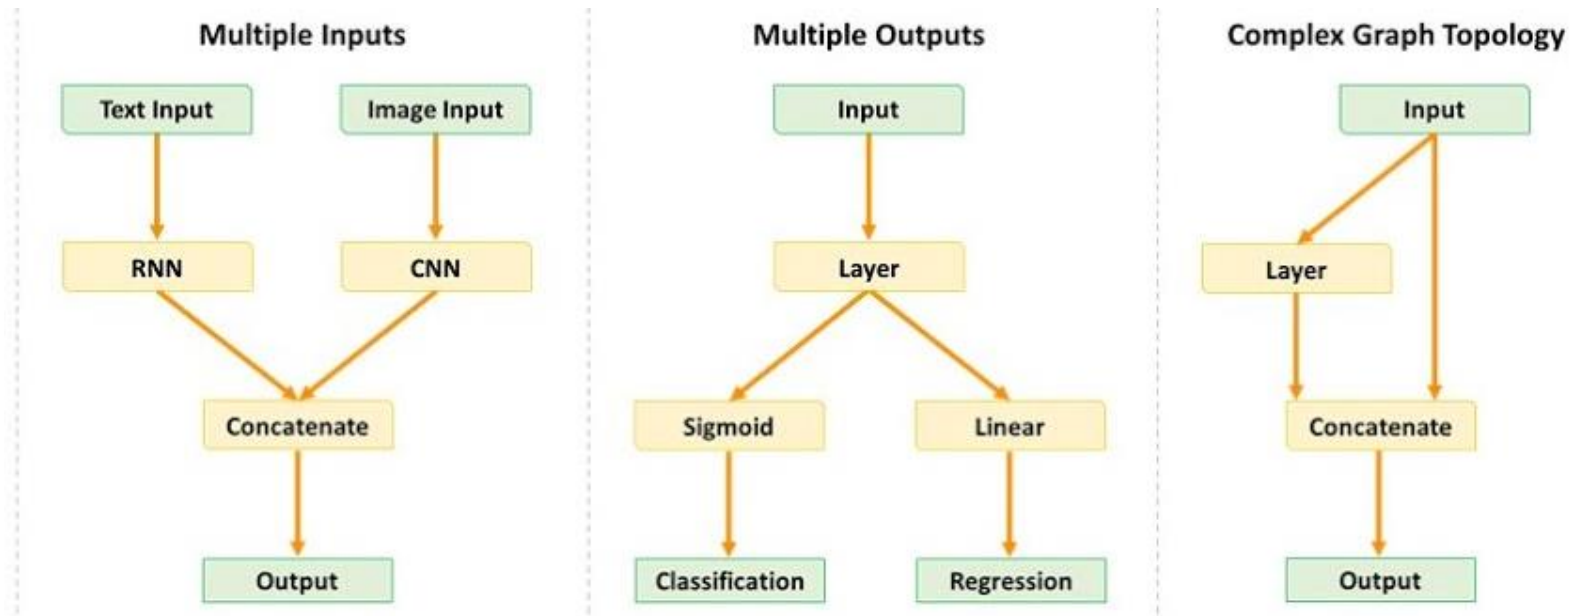 Multiple Inputs
Text Input
Image Input
RNN
CNN
Concatenate
Output
Multiple Outputs
Input
Layer
Sigmoid
Linear
Classification
Regression
Complex Graph Topology
Input
Layer
Concatenate
Output